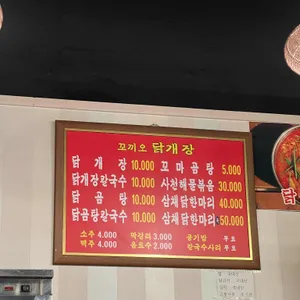 꼬끼오 닭개장
닭개장 10.000 꼬마곰탕 5.000
닭개장칼국수 10.000 사천해물볶음 30.000
닭곰탕 10.000 삼채닭한마리 40.000
닭곰탕칼국수 10.000 삼채닭한마리 50.000
소주 4.000 막걸리 3.000 공기밥 무료
맥주 4.000 음료수 2.000 칼국수사리 무료
닭